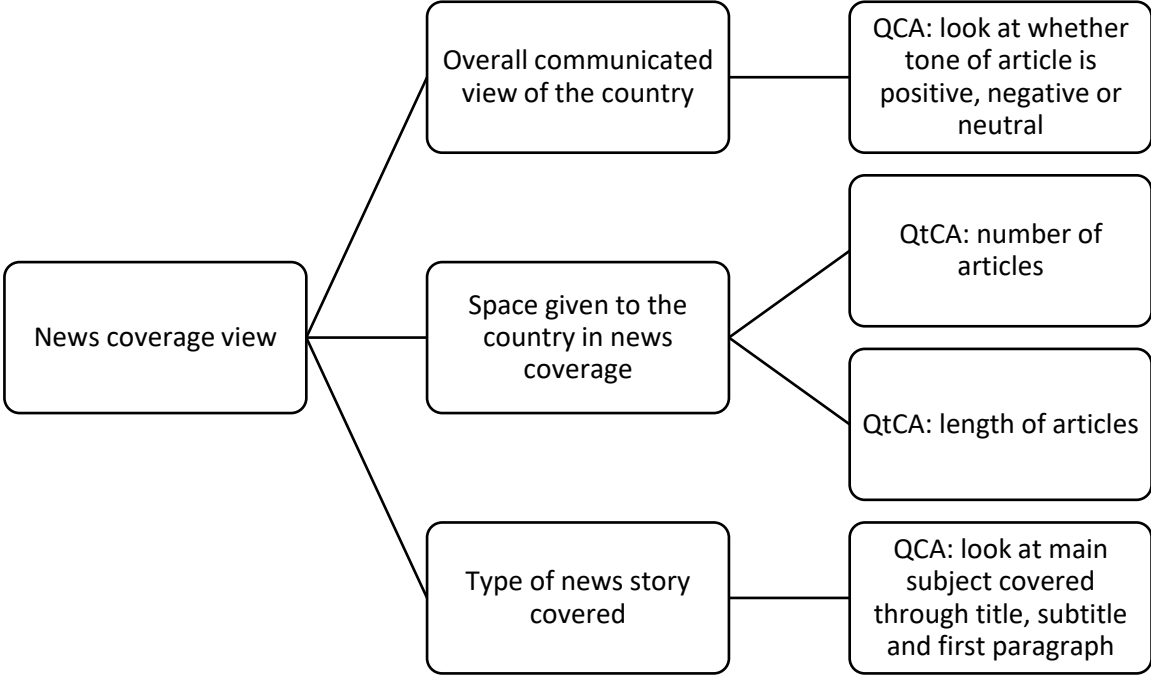 News coverage view
Overall communicated
view of the country
QCA: look at whether
tone of article is
positive, negative or
neutral
Space given to the
country in news
coverage
QtCA: number of
articles
QtCA: length of articles
Type of news story
covered
QCA: look at main
subject covered
through title, subtitle
and first paragraph